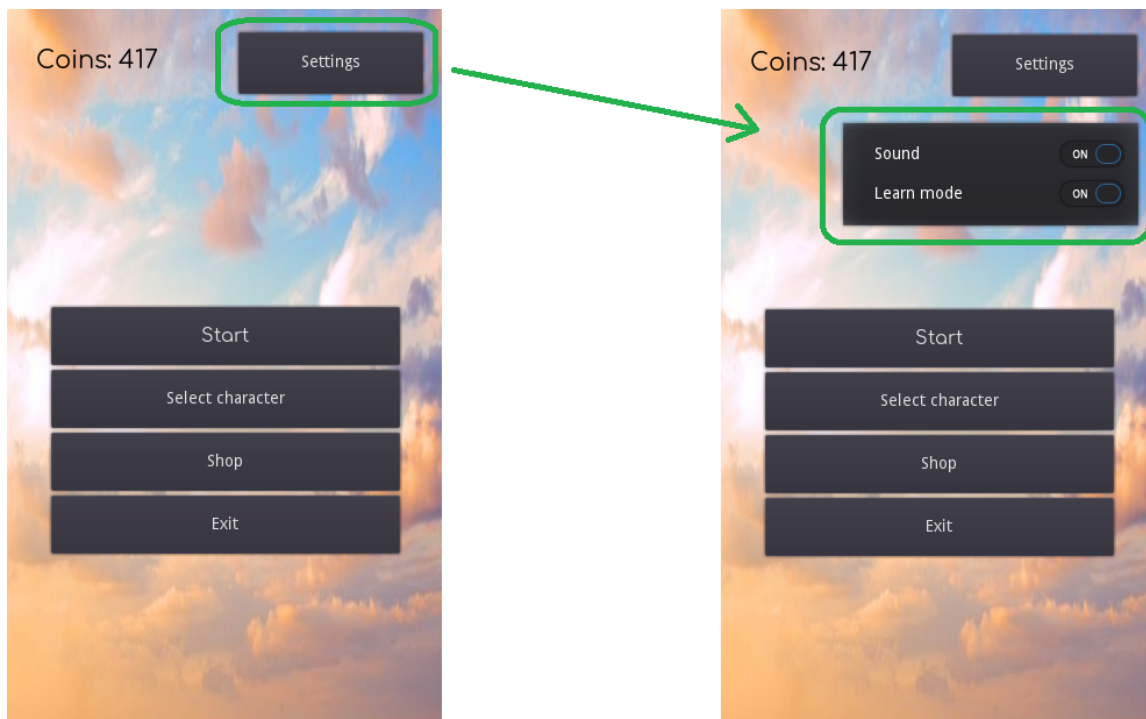 Coins: 417
Settings
Start
Select character
Shop
Exit
Coins: 417
Settings
Sound ON
Learn mode ON
Start
Select character
Shop
Exit